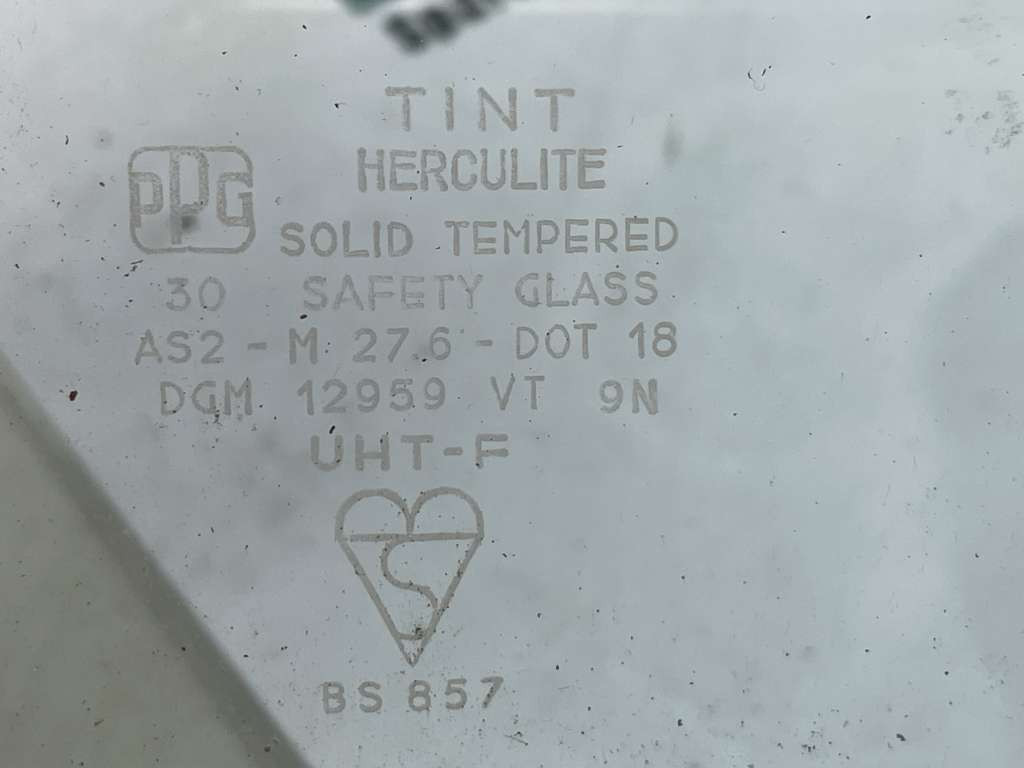 TINT
HERCULITE
PPG
SOLID TEMPERED
30 SAFETY GLASS
AS2 - M 27.6 - DOT 18
DGM 12959 VT 9N
UHT-F
BS 857